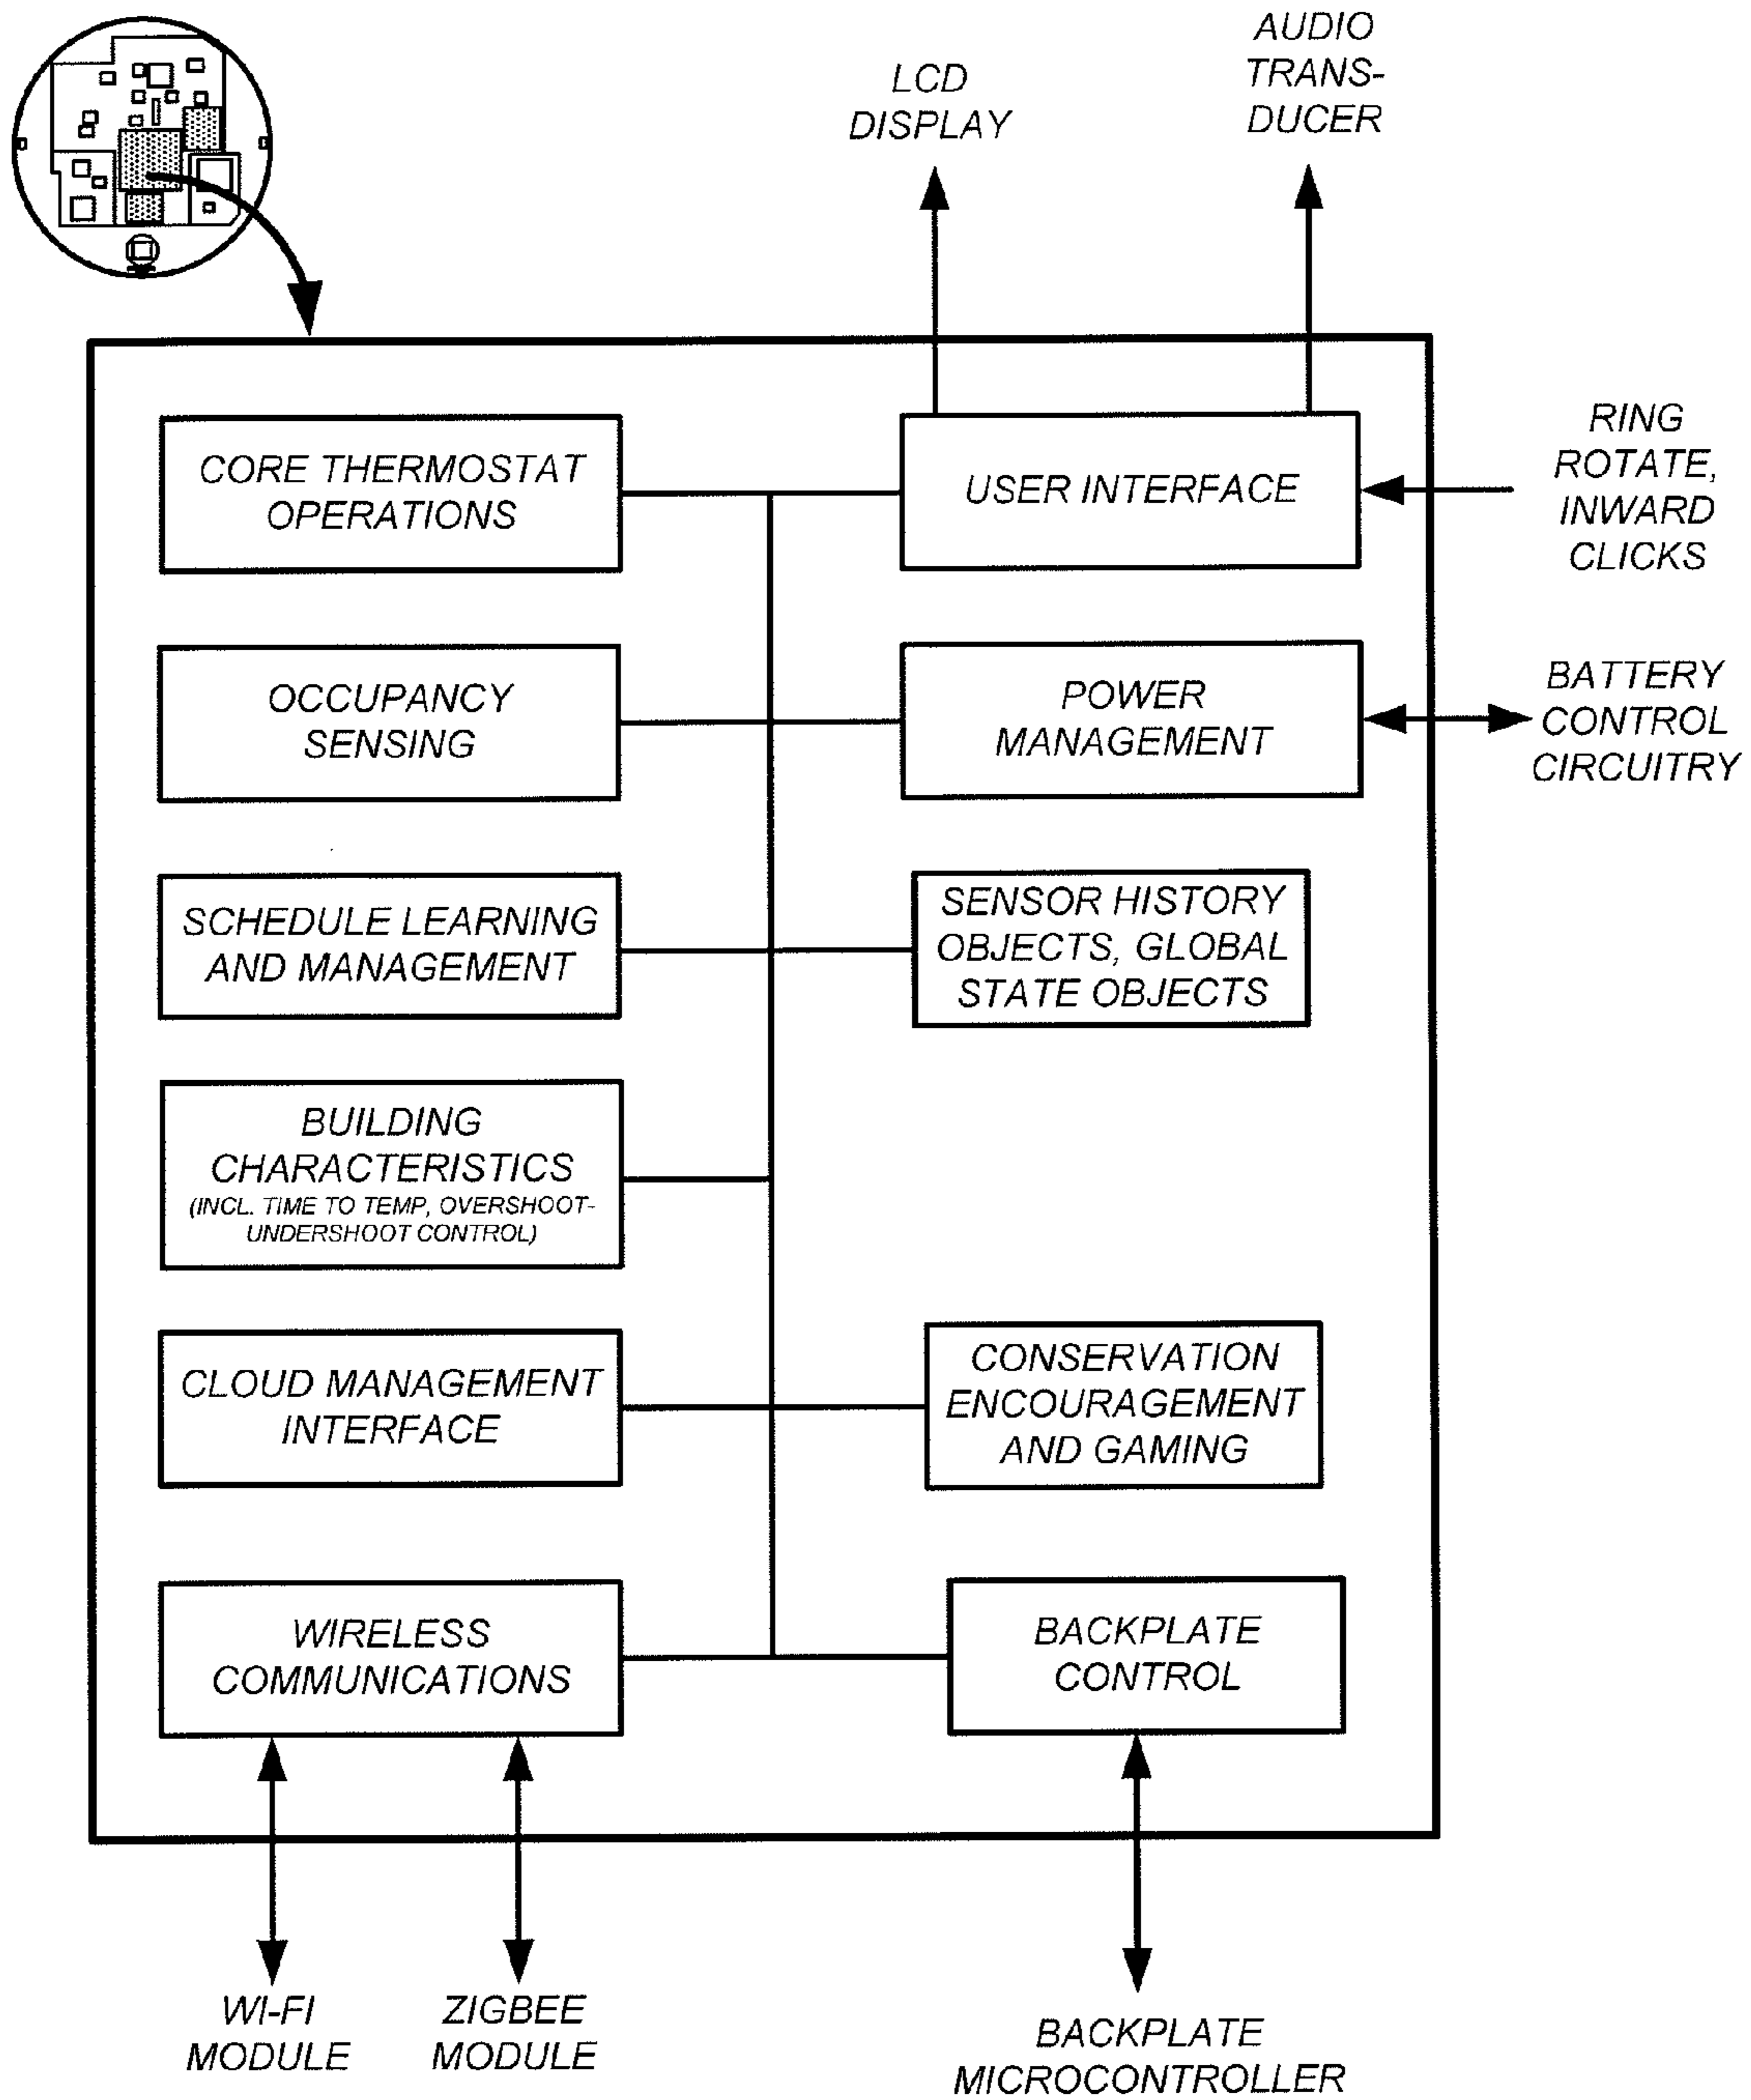 AUDIO
TRANS-
DUCER
LCD
DISPLAY
RING
ROTATE,
INWARD
CLICKS
CORE THERMOSTAT
OPERATIONS
USER INTERFACE
OCCUPANCY
SENSING
POWER
MANAGEMENT
BATTERY
CONTROL
CIRCUITRY
SCHEDULE LEARNING
AND MANAGEMENT
SENSOR HISTORY
OBJECTS, GLOBAL
STATE OBJECTS
BUILDING
CHARACTERISTICS
(INCL. TIME TO TEMP, OVERSHOOT-
UNDERSHOOT CONTROL)
CLOUD MANAGEMENT
INTERFACE
CONSERVATION
ENCOURAGEMENT
AND GAMING
WIRELESS
COMMUNICATIONS
BACKPLATE
CONTROL
WI-FI
MODULE
ZIGBEE
MODULE
BACKPLATE
MICROCONTROLLER